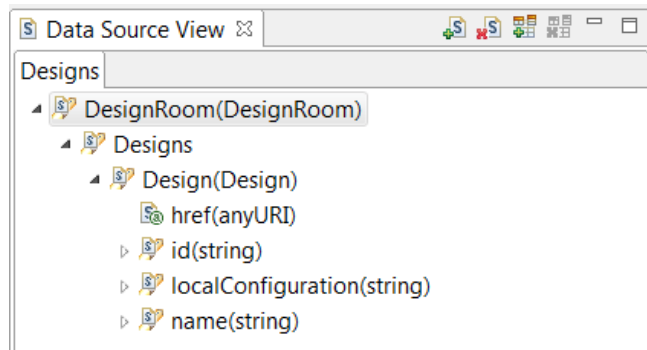 Data Source View
Designs
DesignRoom(DesignRoom)
Designs
Design(Design)
href(anyURI)
id(string)
localConfiguration(string)
name(string)